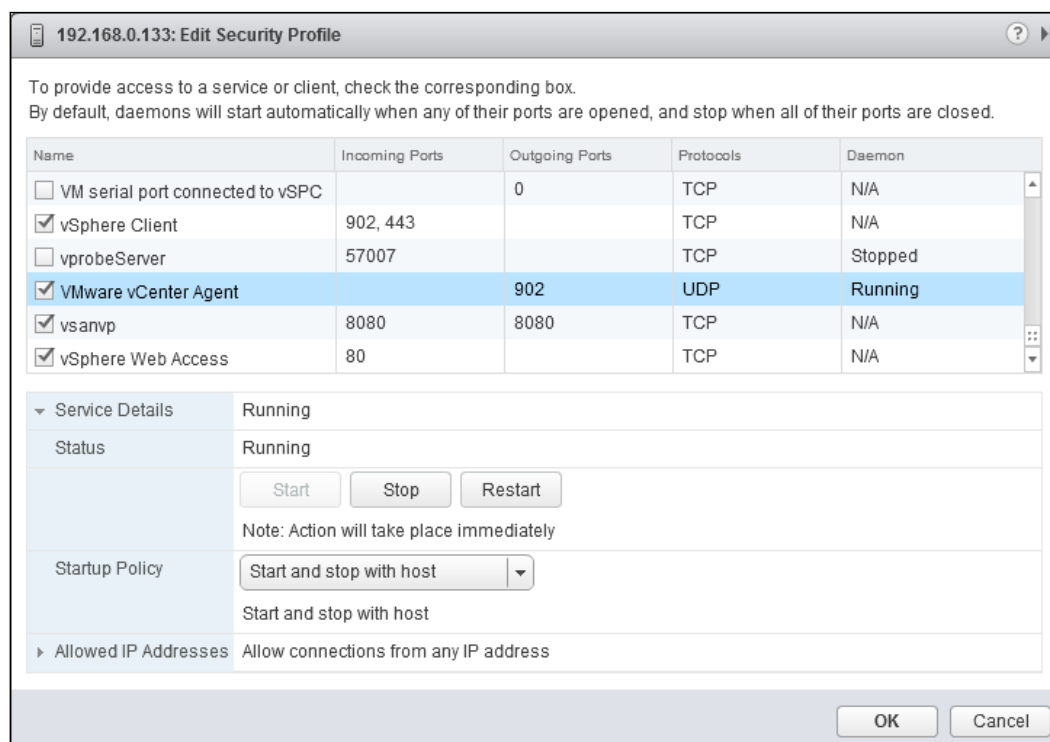 192.168.0.133: Edit Security Profile ?
To provide access to a service or client, check the corresponding box.
By default, daemons will start automatically when any of their ports are opened, and stop when all of their ports are closed.
Name Incoming Ports Outgoing Ports Protocols Daemon
VM serial port connected to vSPC 0 TCP N/A
vSphere Client 902, 443 TCP N/A
vprobeServer 57007 TCP Stopped
VMware vCenter Agent 902 UDP Running
vsanvp 8080 8080 TCP N/A
vSphere Web Access 80 TCP N/A
Service Details Running
Status Running
Start Stop Restart
Note: Action will take place immediately
Startup Policy Start and stop with host
Start and stop with host
Allowed IP Addresses Allow connections from any IP address
OK Cancel